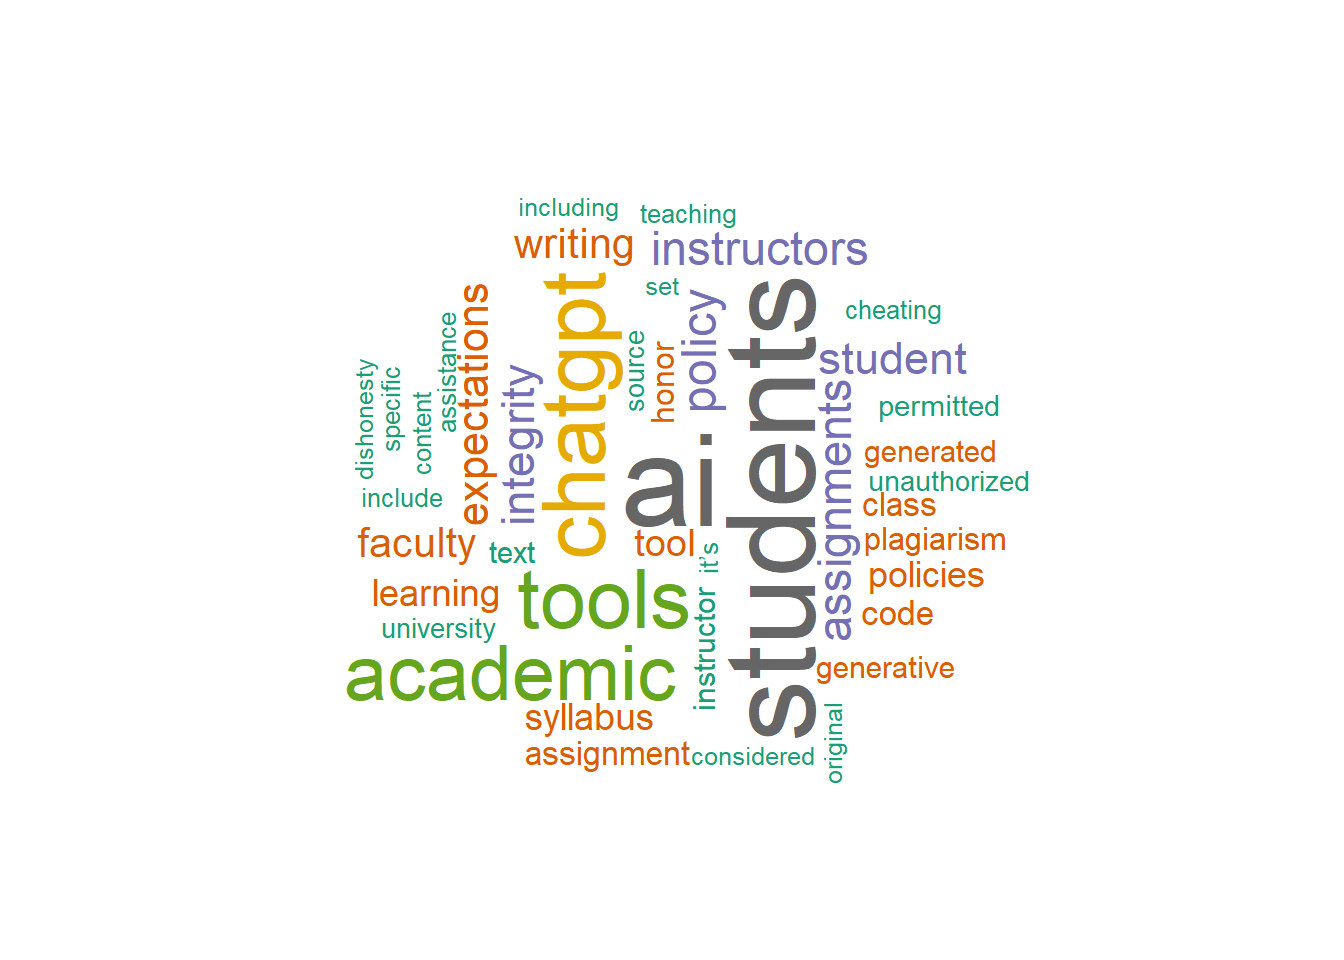 including
teaching
writing
instructors
chatgpt
students
set
policy
expectations
cheating
assistance
source
honor
student
dishonesty
specific
content
integrity
assignments
permitted
ai
generated
unauthorized
include
class
faculty
text
tool
it’s
plagiarism
tools
policies
learning
instructor
code
university
academic
generative
syllabus
original
assignment
considered